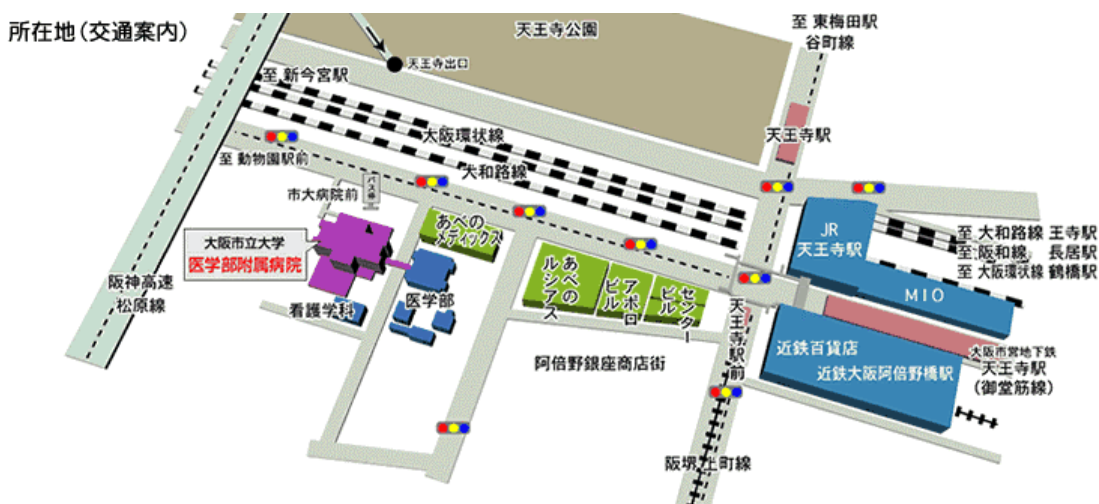 所在地(交通案内)
天王寺公園
至 東梅田駅
谷町線
天王寺出口
至 新今宮駅
天王寺駅
大阪環状線
大和路線
至 動物園駅前
市大病院前
バス停
あべの
メディックス
大阪市立大学
医学部附属病院
JR
天王寺駅
至 大和路線 王寺駅
至 阪和線 長居駅
至 大阪環状線 鶴橋駅
阪神高速
松原線
看護学科
医学部
あべの
ルシアス
アポロ
ビル
センター
ビル
天王寺駅前
MIO
近鉄百貨店
近鉄大阪阿倍野橋駅
大阪市営地下鉄
天王寺駅
(御堂筋線)
阿倍野銀座商店街
阪堺上町線